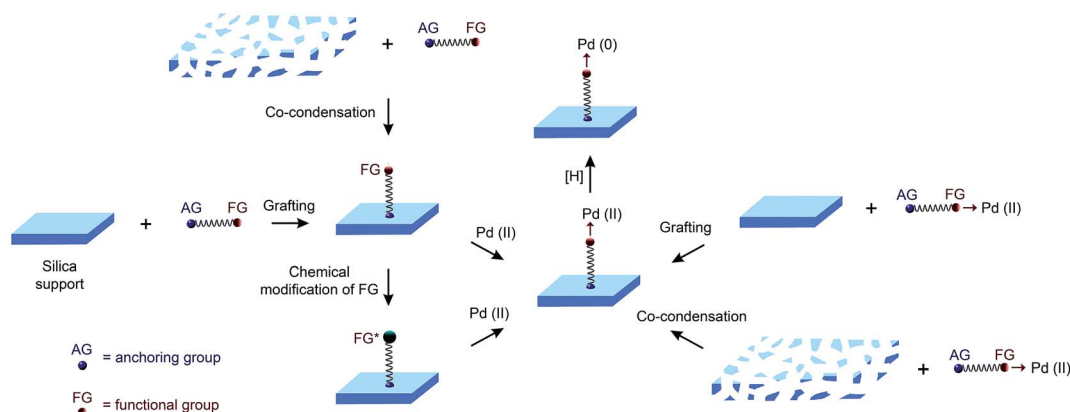 AG FG
+
Co-condensation
Pd (0)
[H]
FG
AG FG
+
Grafting
Silica
support
Pd (II)
Pd (II)
Grafting
+
AG FG
Pd (II)
Chemical
modification of FG
Pd (II)
FG*
Co-condensation
+
AG FG
Pd (II)
AG = anchoring group
FG = functional group